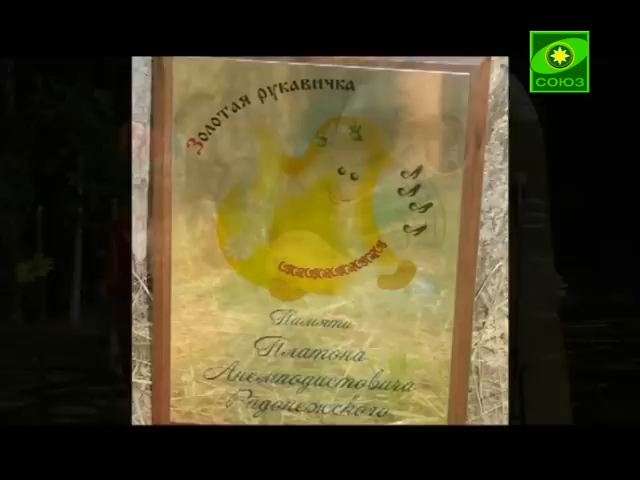 СОЮЗ
Золотая рукавичка
Памяти
Платона
Анемподистовича
Радонежского